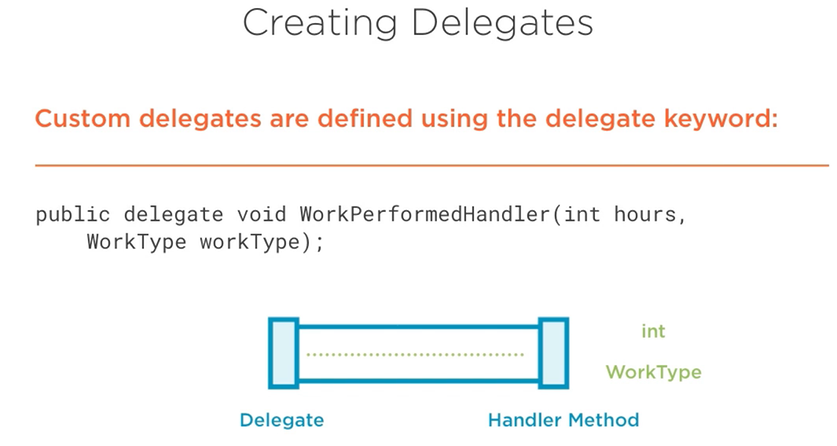 Creating Delegates
Custom delegates are defined using the delegate keyword:
public delegate void WorkPerformedHandler(int hours,
WorkType workType);
int
WorkType
Delegate
Handler Method